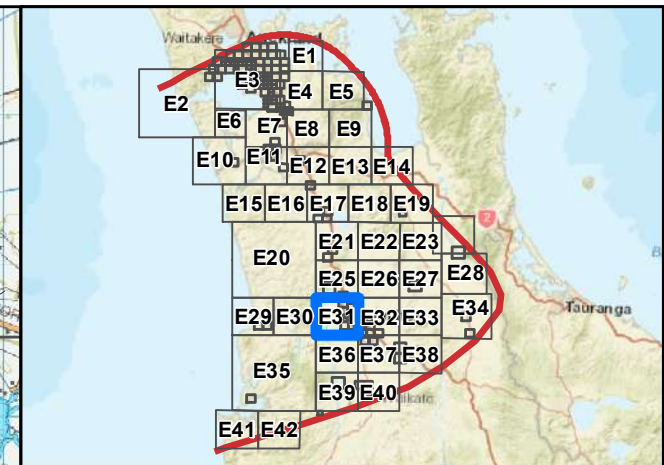 Waitakere
E1
E2 E3 E4 E5
E6 E7 E8 E9
E10 E11 E12 E13 E14
E15 E16 E17 E18 E19
E20 E21 E22 E23
2
E25 E26 E27 E28
E29 E30 E31 E32 E33 E34
Tauranga
E35 E36 E37 E38
E39 E40
E41 E42